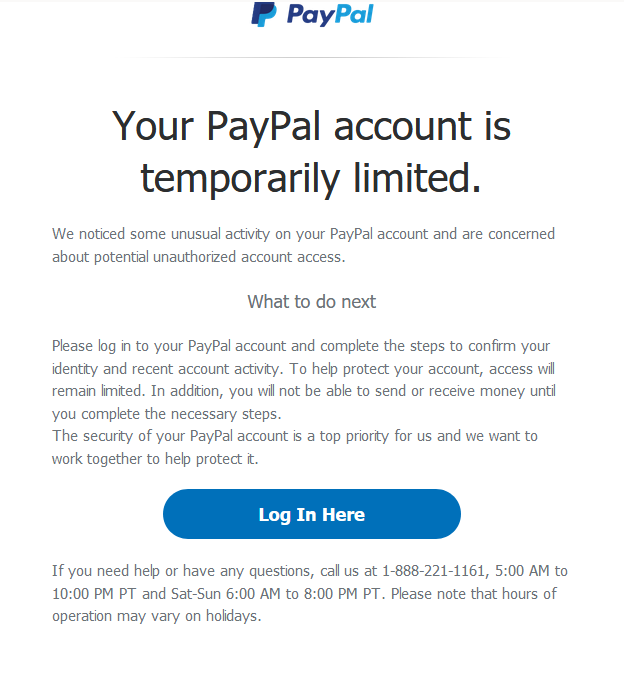 PayPal
Your PayPal account is
temporarily limited.
We noticed some unusual activity on your PayPal account and are concerned
about potential unauthorized account access.
What to do next
Please log in to your PayPal account and complete the steps to confirm your
identity and recent account activity. To help protect your account, access will
remain limited. In addition, you will not be able to send or receive money until
you complete the necessary steps.
The security of your PayPal account is a top priority for us and we want to
work together to help protect it.
Log In Here
If you need help or have any questions, call us at 1-888-221-1161, 5:00 AM to
10:00 PM PT and Sat-Sun 6:00 AM to 8:00 PM PT. Please note that hours of
operation may vary on holidays.